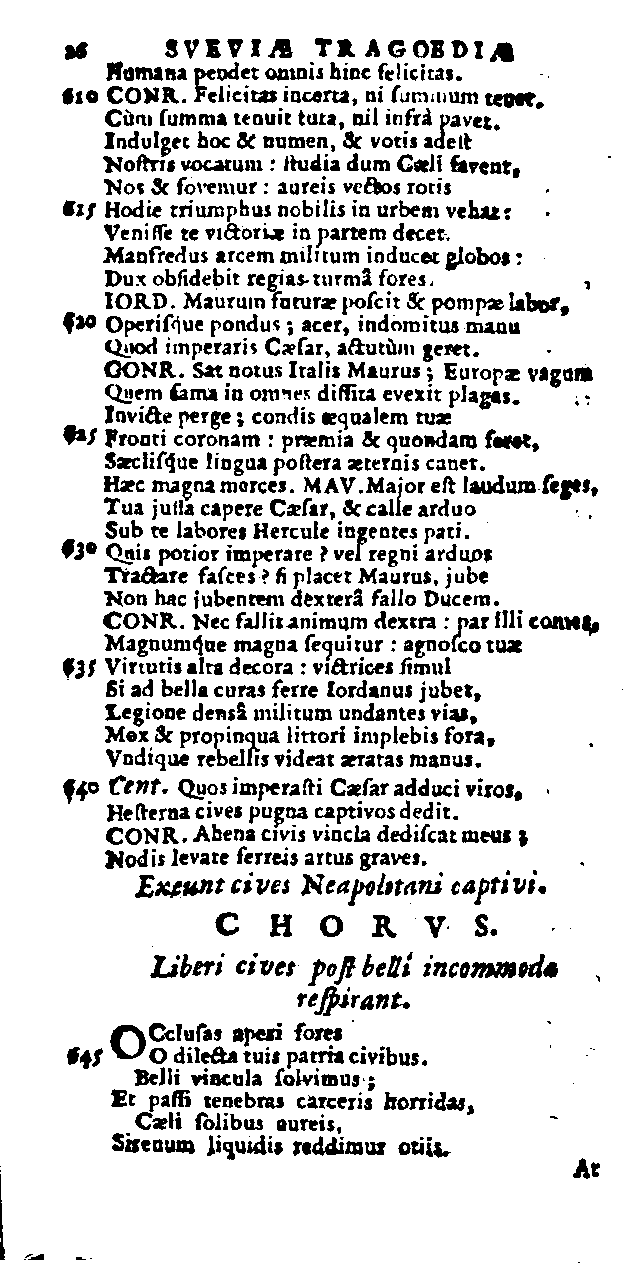 26 SVEVIÆ TRAGOEDIÆ
Humana pendet omnis hinc felicitas.
610 CONR. Felicitas incerta, ni summum tenet.
Cùm summa tenuit tuta, nil infrà pavet.
Indulget hoc & numen, & votis adest
Nostris vocatum : studia dum Cæli favent,
Nos & fovemur : aureis vectos rotis
615 Hodie triumphus nobilis in urbem vehat:
Venisse te victoriæ in partem decet.
Manfredus arcem militum inducet globos :
Dux obsidebit regias turmâ fores.
IORD. Maurum futuræ poscit & pompæ labor,
620 Operisque pondus ; acer, indomitus manu
Quod imperaris Cæsar, actutùm geret.
CONR. Sat notus Italis Maurus ; Europæ vagum
Quem fama in omnes dissita evexit plagas.
Invicte perge ; condis æqualem tuæ
625 Fronti coronam : præmia & quondam feret,
Sæclisque lingua postera æternis canet.
Hæc magna merces. MAV. Major est laudum seges,
Tua jussa capere Cæsar, & calle arduo
Sub te labores Hercule ingentes pati.
630 Quis potior imperare ? vel regni arduos
Tractare fasces ? si placet Maurus, jube
Non hac jubentem dexterâ fallo Ducem.
CONR. Nec fallit animum dextra : par illi comes,
Magnumque magna sequitur : agnosco tuæ
635 Virtutis alta decora : victrices simul
Si ad bella curas ferre Iordanus jubet,
Legione densâ militum undantes vias,
Mox & propinqua littori implebis fora,
Vndique rebellis videat æratas manus.
640 Cent. Quos imperasti Cæsar adduci viros,
Hesterna cives pugna captivos dedit.
CONR. Ahena civis vincla dediscat meus ;
Nodis levate ferreis artus graves.
Exeunt cives Neapolitani captivi.
CHORVS.
Liberi cives post belli incommoda
respirant.
OCclusas aperi fores
645 O dilecta tuis patria civibus.
Belli vincula solvimus ;
Et passi tenebras carceris horridas,
Cæli solibus aureis,
Sirenum liquidis reddimur otiis.
At